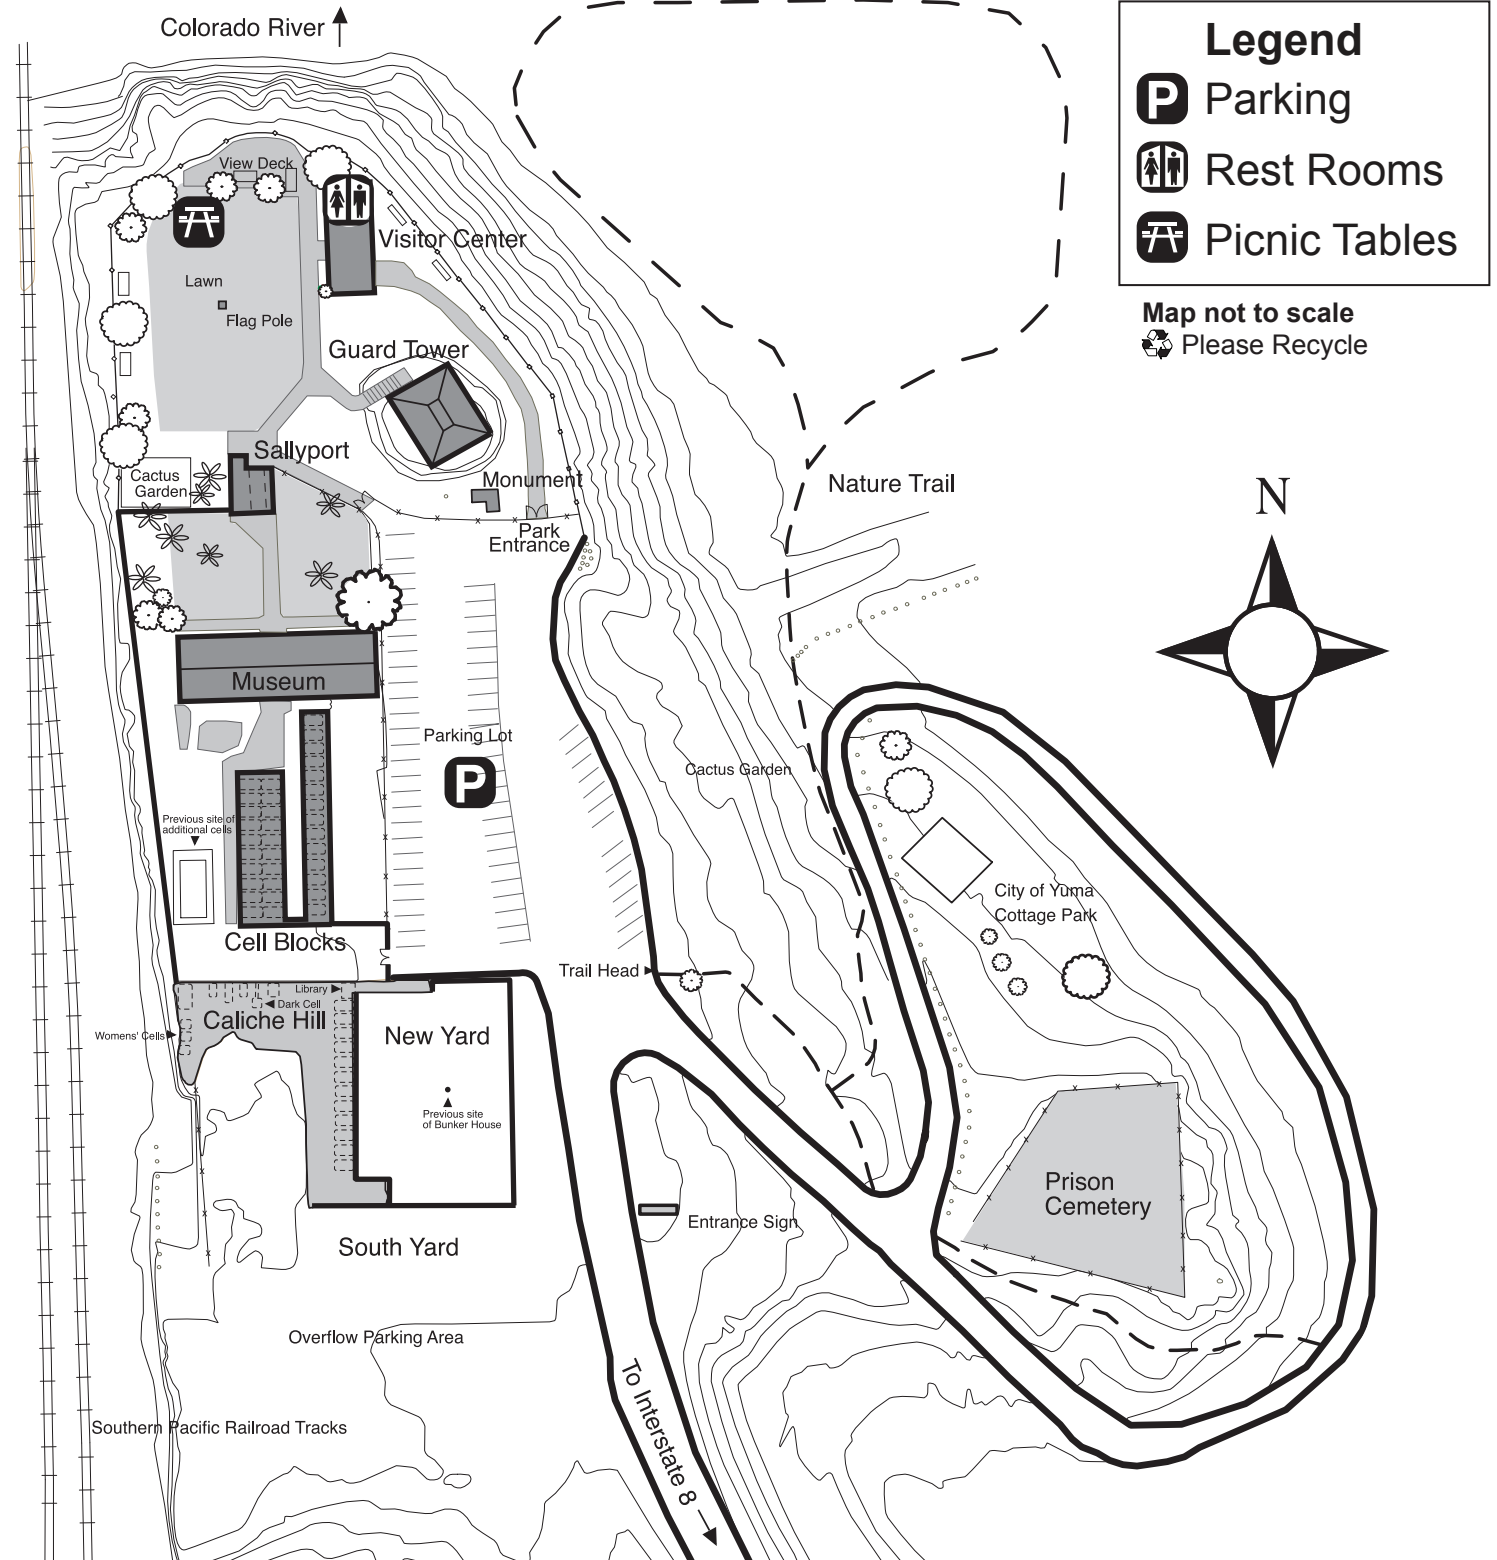 Colorado River
Legend
P Parking
Rest Rooms
Picnic Tables
Map not to scale
Please Recycle
View Deck
Visitor Center
Lawn
Flag Pole
Guard Tower
Sallyport
Cactus
Garden
Monument
Park
Entrance
Nature Trail
N
Museum
Parking Lot
P
Cactus Garden
Previous site of
additional cells
City of Yuma
Cottage Park
Cell Blocks
Trail Head
Library
Dark Cell
Caliche Hill
Womens' Cells
New Yard
Previous site
of Bunker House
Prison
Cemetery
Entrance Sign
South Yard
Overflow Parking Area
To Interstate 8
Southern Pacific Railroad Tracks